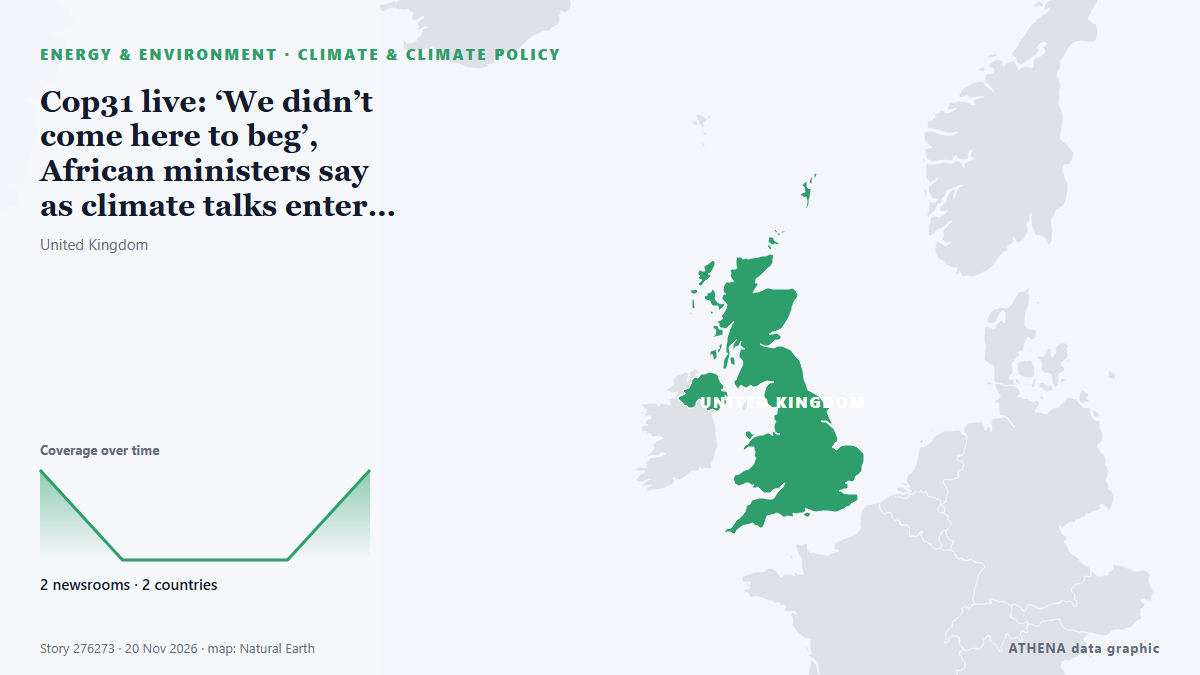 ENERGY & ENVIRONMENT · CLIMATE & CLIMATE POLICY
Cop31 live: ‘We didn’t
come here to beg’,
African ministers say
as climate talks enter…
United Kingdom
UNITED KINGDOM
Coverage over time
2 newsrooms · 2 countries
Story 276273 · 20 Nov 2026 · map: Natural Earth
ATHENA data graphic